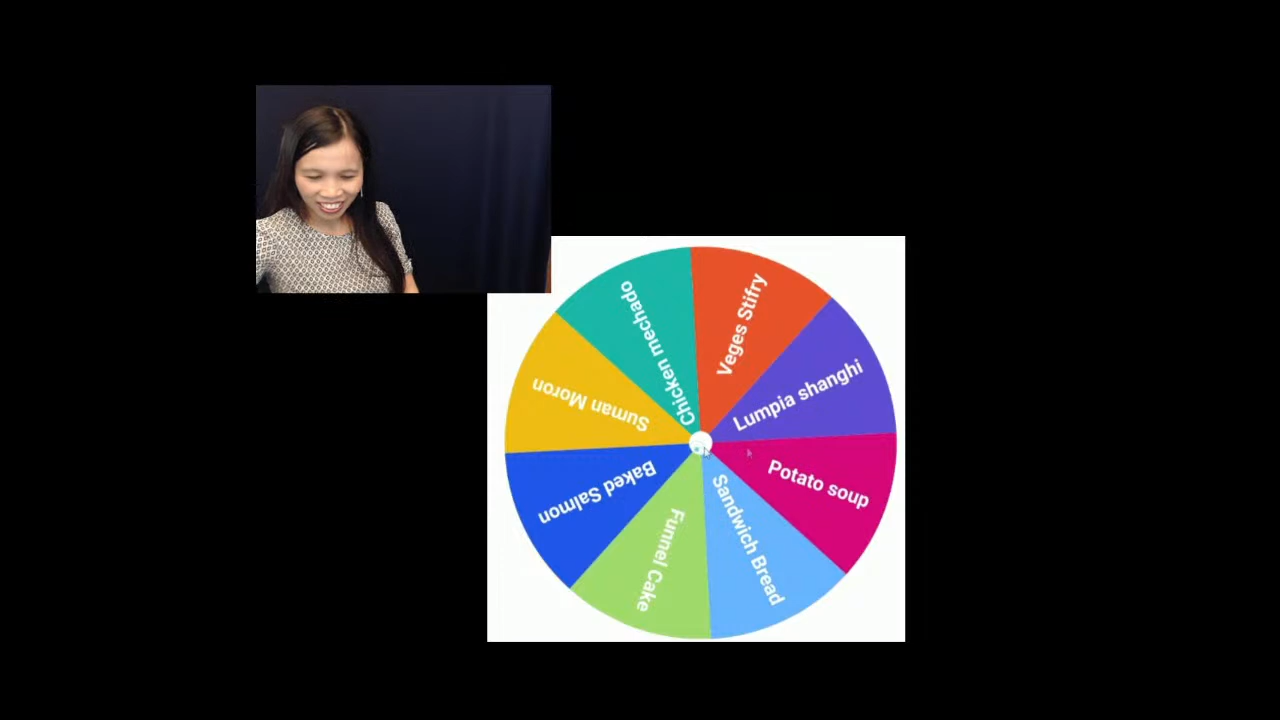 Veges Stifry
Lumpia shanghi
Potato soup
Sandwich Bread
Funnel Cake
Baked Salmon
Suman Moron
Chicken mechado